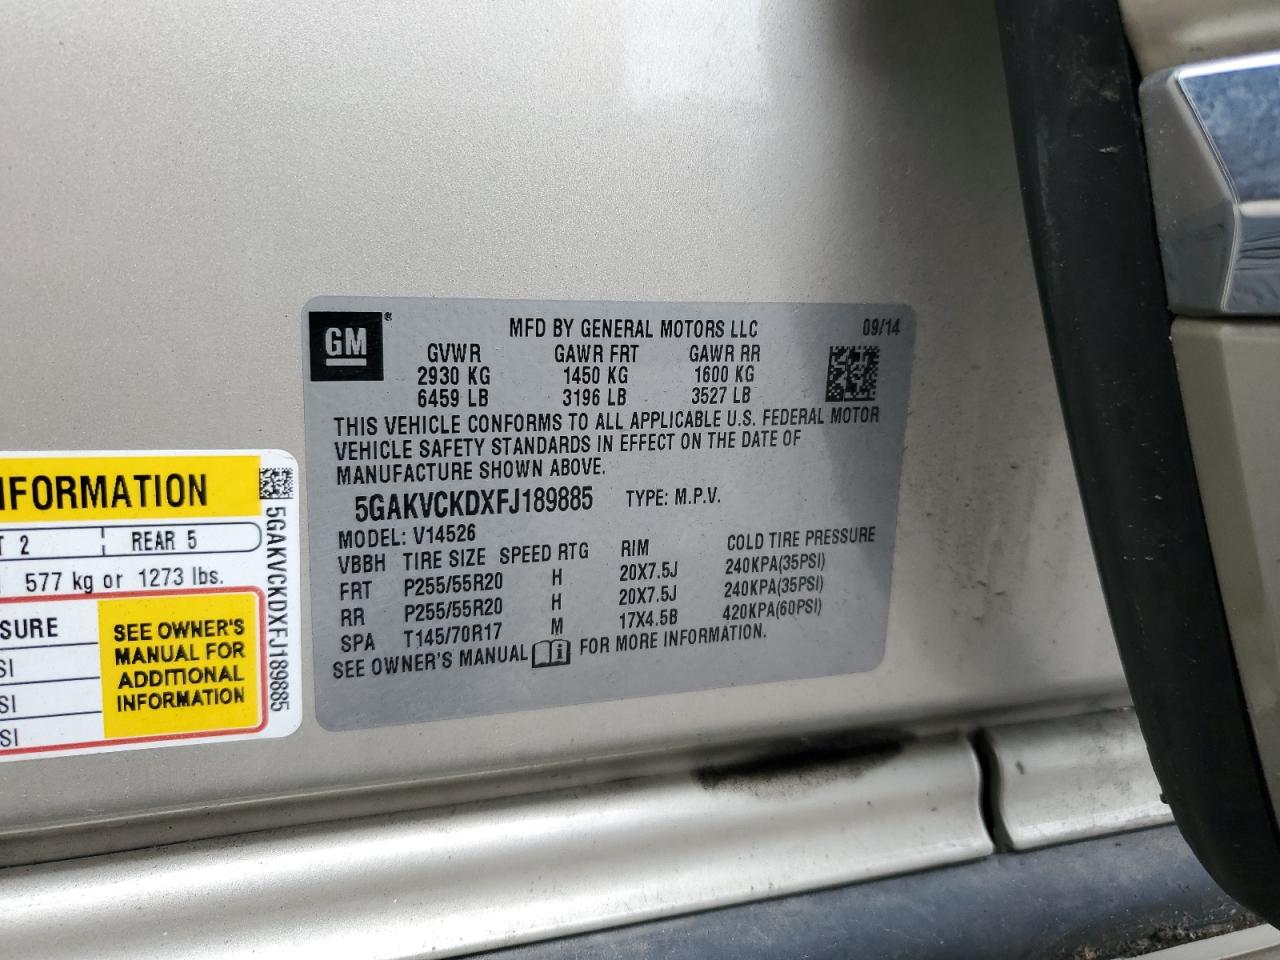 GM ®
MFD BY GENERAL MOTORS LLC 09/14
GVWR GAWR FRT GAWR RR
2930 KG 1450 KG 1600 KG
6459 LB 3196 LB 3527 LB
THIS VEHICLE CONFORMS TO ALL APPLICABLE U.S. FEDERAL MOTOR
VEHICLE SAFETY STANDARDS IN EFFECT ON THE DATE OF
MANUFACTURE SHOWN ABOVE.
5GAKVCKDXFJ189885 TYPE: M.P.V.
MODEL: V14526
VBBH TIRE SIZE SPEED RTG RIM COLD TIRE PRESSURE
FRT P255/55R20 H 20X7.5J 240KPA(35PSI)
RR P255/55R20 H 20X7.5J 240KPA(35PSI)
SPA T145/70R17 M 17X4.5B 420KPA(60PSI)
SEE OWNER'S MANUAL FOR MORE INFORMATION.
NFORMATION
T 2 REAR 5
577 kg or 1273 lbs.
SURE
SI
SI
SI
SEE OWNER'S
MANUAL FOR
ADDITIONAL
INFORMATION
5GAKVCKDXFJ189885